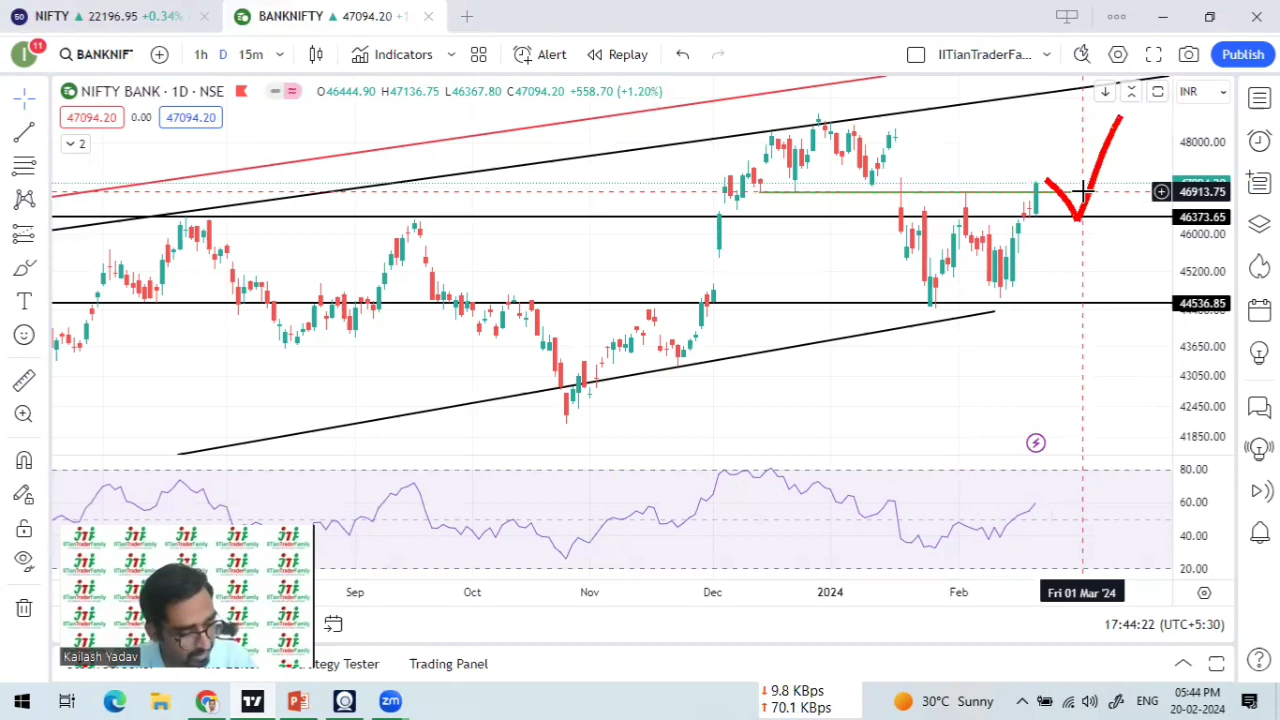 NIFTY ▲ 22196.95 +0.34%
BANKNIFTY ▲ 47094.20 +1
11
BANKNIF
1h D 15m
Indicators
Alert
Replay
IITianTraderFa...
Publish
NIFTY BANK · 1D · NSE
O46444.90 H47136.75 L46367.80 C47094.20 +558.70 (+1.20%)
INR
47094.20 0.00 47094.20
2
48000.00
46913.75
46373.65
46000.00
45200.00
44536.85
43650.00
43050.00
42450.00
41850.00
80.00
60.00
40.00
20.00
Sep Oct Nov Dec 2024 Feb Fri 01 Mar '24
17:44:22 (UTC+5:30)
IITianTraderFamily
Kailash Yadav
Tester
Trading Panel
9.8 KBps
70.1 KBps
30°C Sunny
ENG
05:44 PM
20-02-2024